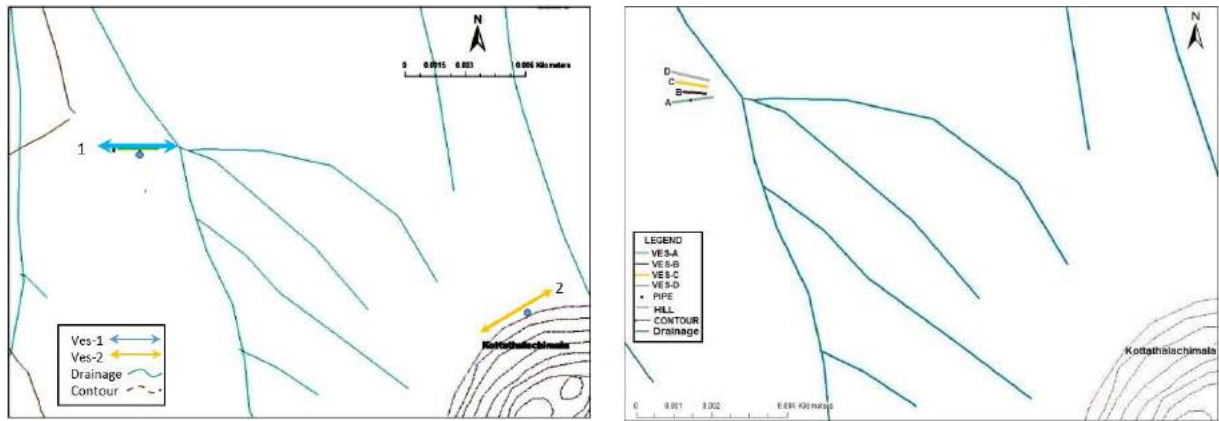 N
0 0.0015 0.003 0.006 Kilometers
1
2
Kottathalachimala
Ves-1
Ves-2
Drainage
Contour
N
D
C
B
A
LEGEND
VES-A
VES-B
VES-C
VES-D
PIPE
HILL
CONTOUR
Drainage
Kottathalachimala
0 0.001 0.002 0.004 Kilometers